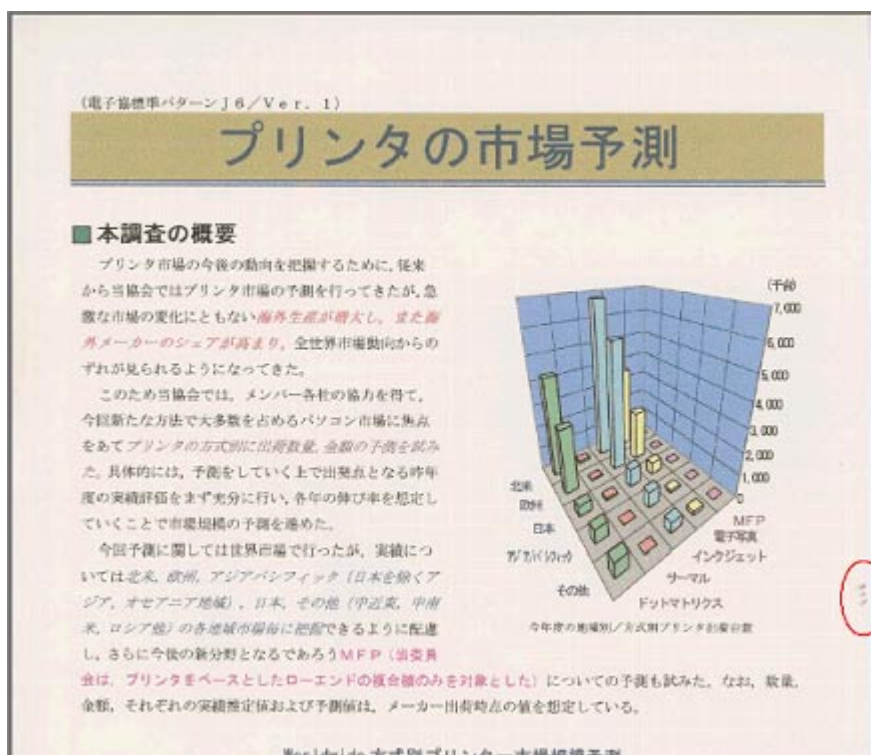 (電子協標準パターンJ6/Ver. 1)
プリンタの市場予測
■本調査の概要
プリンタ市場の今後の動向を把握するために、従来
から当協会ではプリンタ市場の予測を行ってきたが、急
激な市場の変化にともない海外生産が増大し、また海
外メーカーのシェアが高まり、全世界市場動向からの
ずれが見られるようになってきた。
このため当協会では、メンバー各社の協力を得て、
今回新たな方法で大多数を占めるパソコン市場に焦点
をあてプリンタの方式別に出荷数量、金額の予測を試み
た。具体的には、予測をしていく上で出発点となる昨年
度の実績評価をまず充分に行い、各年の伸び率を想定し
ていくことで市場規模の予測を進めた。
今回予測に関しては世界市場で行ったが、実績につ
いては北米、欧州、アジアパシフィック(日本を除くア
ジア、オセアニア地域)、日本、その他(中近東、中南
米、ロシア他)の各地域市場毎に把握できるように配慮
し、さらに今後の新分野となるであろうMFP(当委員
会は、プリンタをベースとしたローエンドの複合機のみを対象とした)についての予測も試みた。なお、数量、
金額、それぞれの実績推定値および予測値は、メーカー出荷時点の値を想定している。
(千台)
7,000
6,000
5,000
4,000
3,000
2,000
1,000
0
北米
欧州
日本
アジアパシフィック
その他
MFP
電子写真
インクジェット
サーマル
ドットマトリクス
今年度の地域別/方式別プリンタ出荷台数